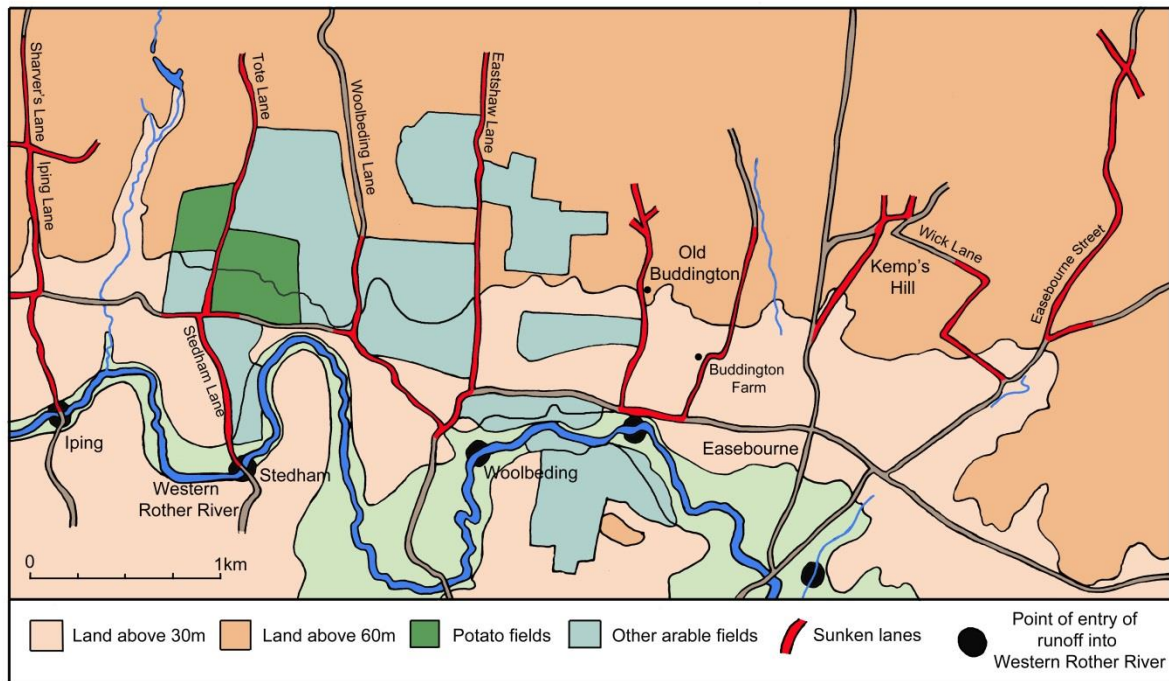 Sharver's Lane
Iping Lane
Tote Lane
Woolbeding Lane
Eastshaw Lane
Old
Buddington
Buddington
Farm
Kemp's
Hill
Wick Lane
Easebourne Street
Stedham Lane
Iping
Western
Rother River
Stedham
Woolbeding
Easebourne
0
1km
Land above 30m
Land above 60m
Potato fields
Other arable fields
Sunken lanes
Point of entry of
runoff into
Western Rother River